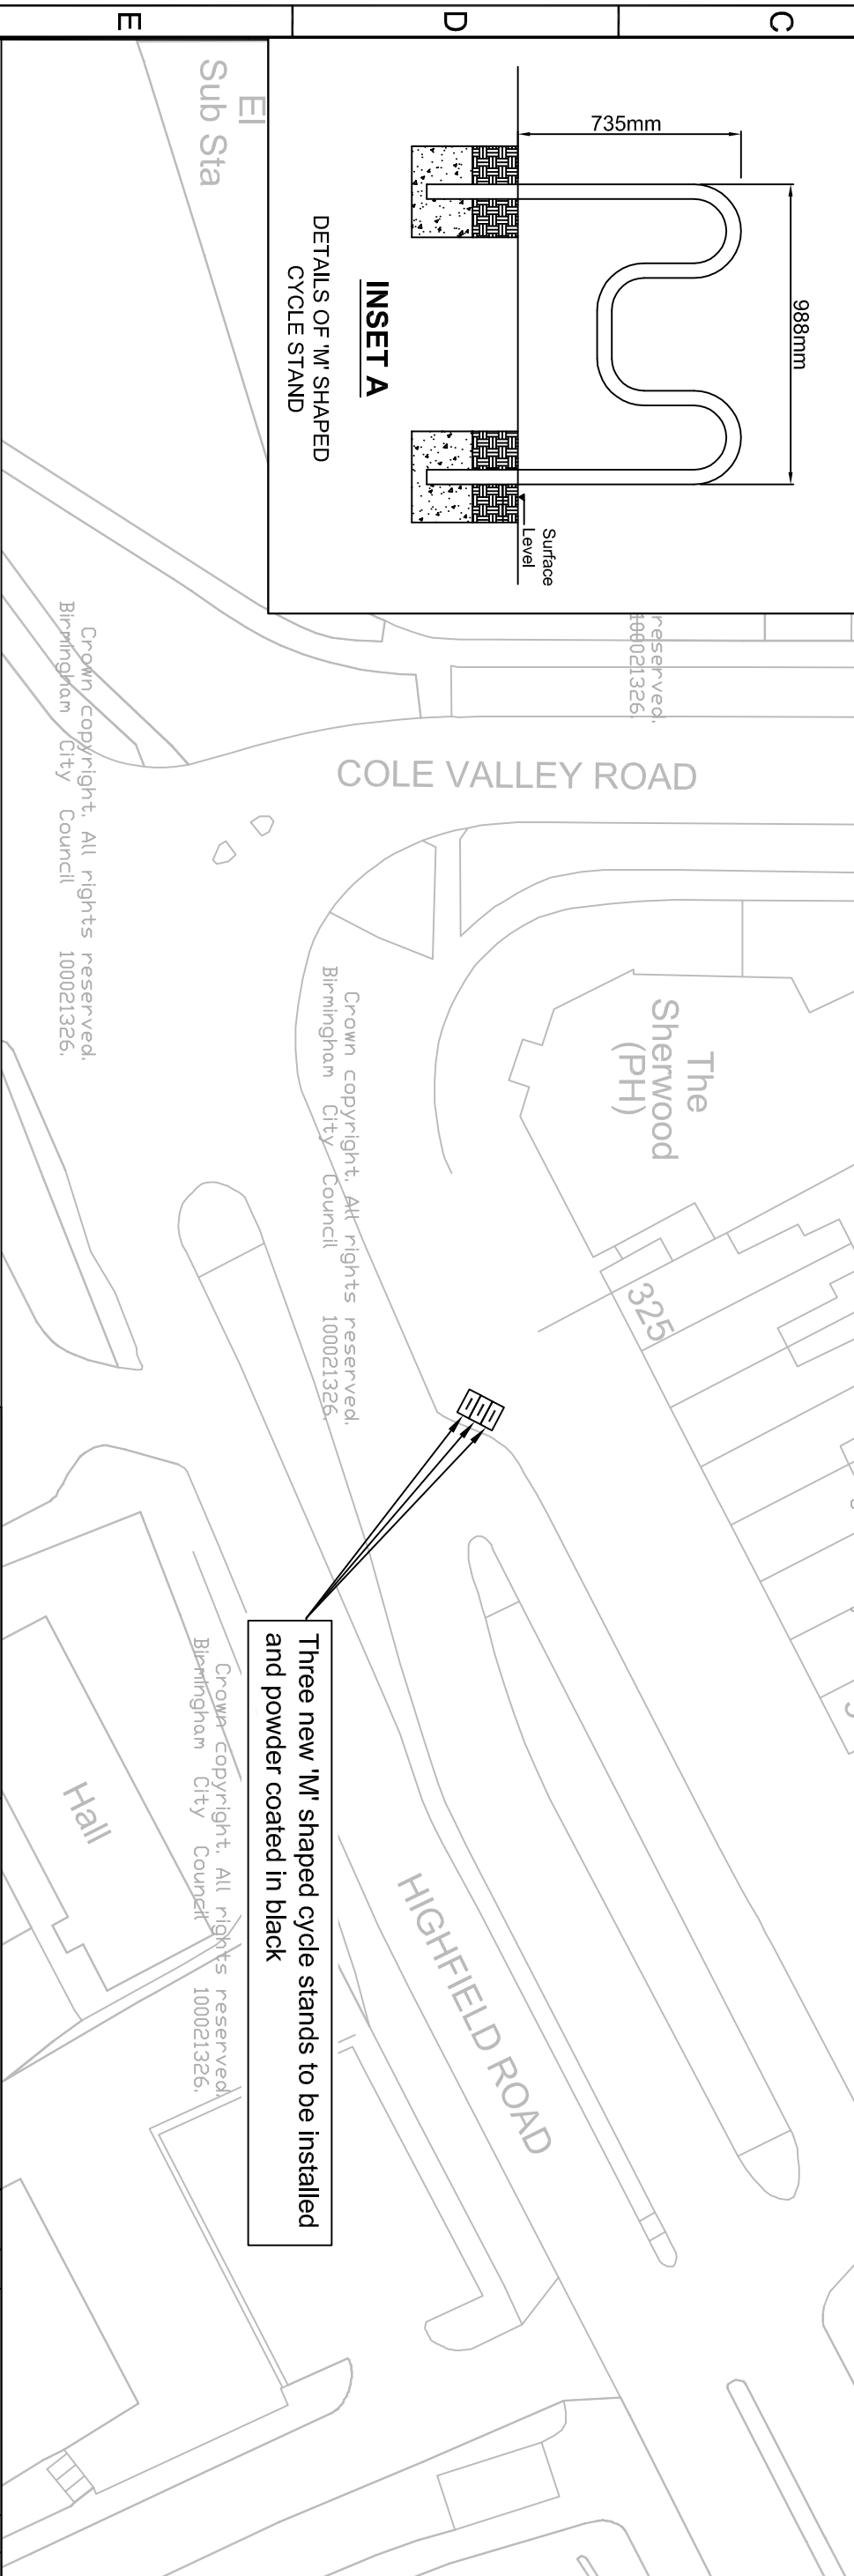 C
D
E
988mm
735mm
Surface
Level
INSET A
DETAILS OF 'M' SHAPED
CYCLE STAND
El
Sub Sta
reserved.
100021326.
COLE VALLEY ROAD
The
Sherwood
(PH)
325
Crown copyright. All rights reserved.
Birmingham City Council 100021326.
Crown copyright. All rights reserved.
Birmingham City Council 100021326.
Three new 'M' shaped cycle stands to be installed
and powder coated in black
HIGHFIELD ROAD
Crown copyright. All rights reserved.
Birmingham City Council 100021326.
Hall